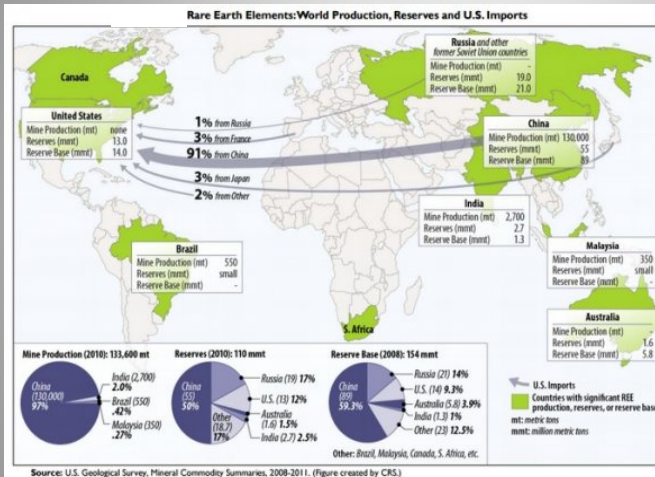 Rare Earth Elements: World Production, Reserves and U.S. Imports
Canada
United States
Mine Production (mt) none
Reserves (mmt) 13.0
Reserve Base (mmt) 14.0
Russia and other
former Soviet Union countries
Mine Production (mt) -
Reserves (mmt) 19.0
Reserve Base (mmt) 21.0
1% from Russia
3% from France
91% from China
3% from Japan
2% from Other
China
Mine Production (mt) 130,000
Reserves (mmt) 55
Reserve Base (mmt) 89
India
Mine Production (mt) 2,700
Reserves (mmt) 2.7
Reserve Base (mmt) 1.3
Brazil
Mine Production (mt) 550
Reserves (mmt) small
Reserve Base (mmt) -
Malaysia
Mine Production (mt) 350
Reserves (mmt) small
Reserve Base (mmt) -
S. Africa
Australia
Mine Production (mt) -
Reserves (mmt) 1.6
Reserve Base (mmt) 5.8
Mine Production (2010): 133,600 mt
China
(130,000)
97%
India (2,700)
2.0%
Brazil (550)
.42%
Malaysia (350)
.27%
Reserves (2010): 110 mmt
China
(55)
50%
Russia (19) 17%
U.S. (13) 12%
Australia
(1.6) 1.5%
India (2.7) 2.5%
Other
(18.7)
17%
Reserve Base (2008): 154 mmt
China
(89)
59.3%
Russia (21) 14%
U.S. (14) 9.3%
Australia (5.8) 3.9%
India (1.3) 1%
Other (23) 12.5%
Other: Brazil, Malaysia, Canada, S. Africa, etc.
U.S. Imports
Countries with significant REE
production, reserves, or reserve base
mt: metric tons
mmt: million metric tons
Source: U.S. Geological Survey, Mineral Commodity Summaries, 2008-2011. (Figure created by CRS.)